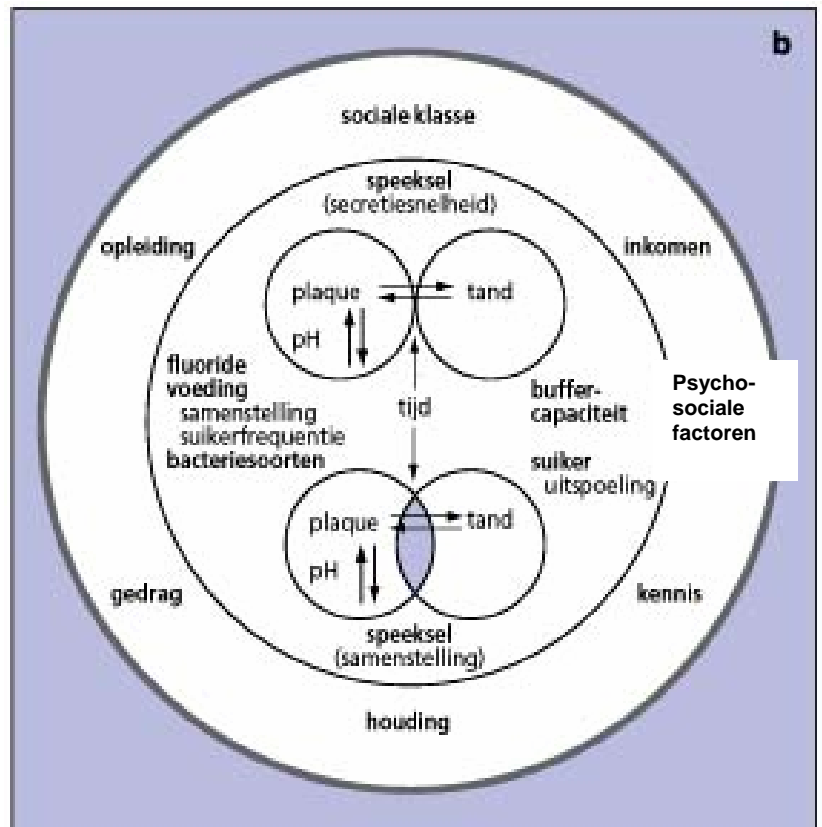 b
sociale klasse
speeksel
(secretiesnelheid)
opleiding
inkomen
plaque
tand
pH
fluoride
voeding
samenstelling
suikerfrequentie
bacteriesoorten
tijd
buffer-
capaciteit
suiker
uitspoeling
Psycho-
sociale
factoren
plaque
tand
pH
gedrag
kennis
speeksel
(samenstelling)
houding